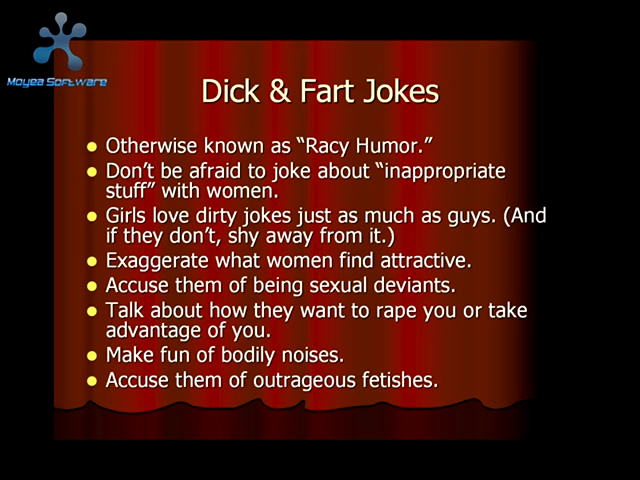 Moyea Software
Dick & Fart Jokes
Otherwise known as “Racy Humor.”
Don’t be afraid to joke about “inappropriate
stuff” with women.
Girls love dirty jokes just as much as guys. (And
if they don’t, shy away from it.)
Exaggerate what women find attractive.
Accuse them of being sexual deviants.
Talk about how they want to rape you or take
advantage of you.
Make fun of bodily noises.
Accuse them of outrageous fetishes.